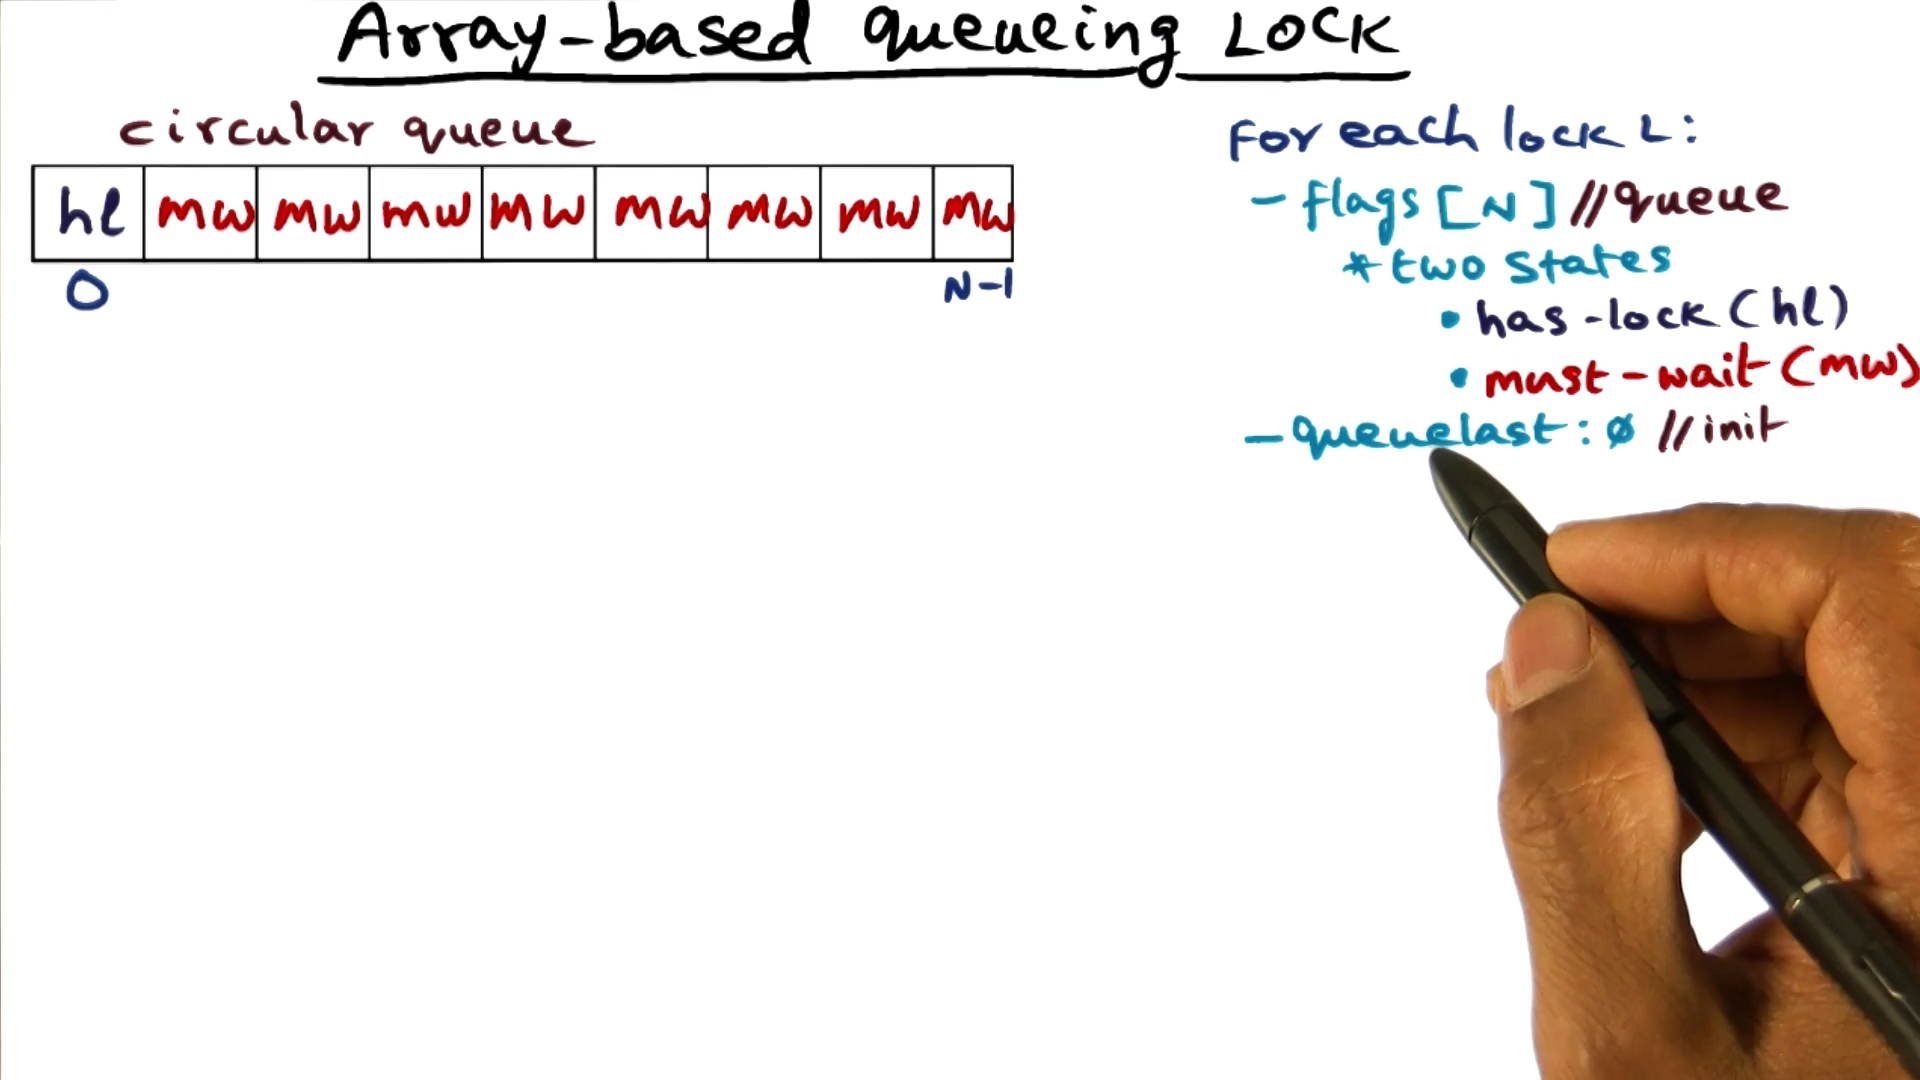 Array-based queueing LOCK
circular queue
hl mw mw mw mw mw mw mw mw
0 N-1
For each lock L:
- flags [N] //queue
* two states
• has-lock (hl)
• must-wait (mw)
- queuelast: ø //init